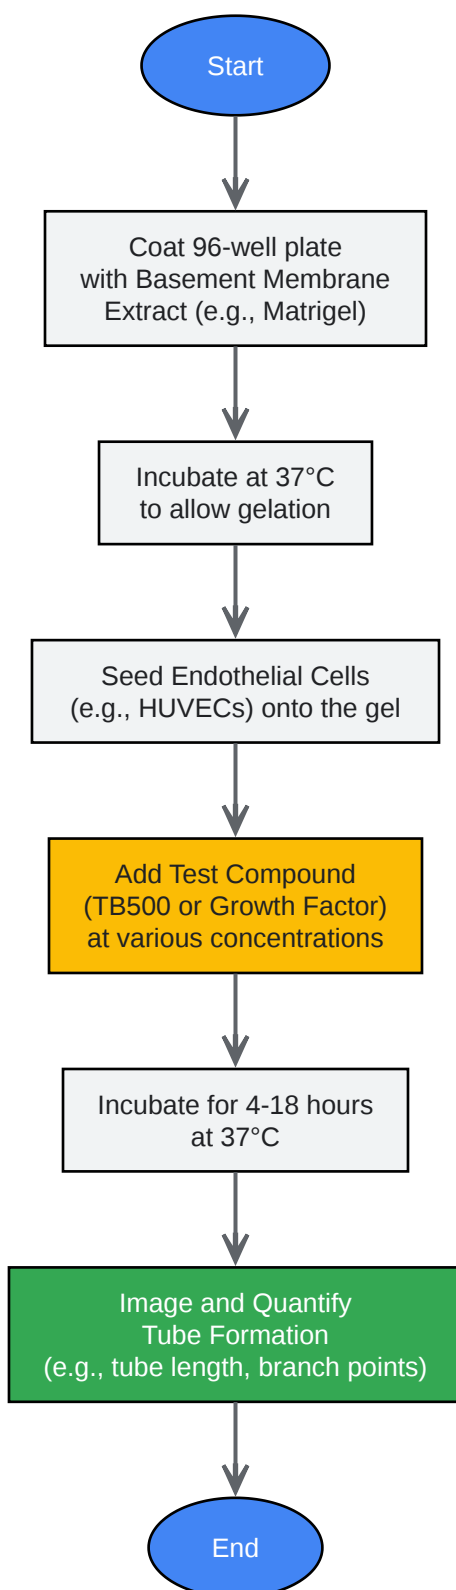 Start
Coat 96-well plate
with Basement Membrane
Extract (e.g., Matrigel)
Incubate at 37°C
to allow gelation
Seed Endothelial Cells
(e.g., HUVECs) onto the gel
Add Test Compound
(TB500 or Growth Factor)
at various concentrations
Incubate for 4-18 hours
at 37°C
Image and Quantify
Tube Formation
(e.g., tube length, branch points)
End